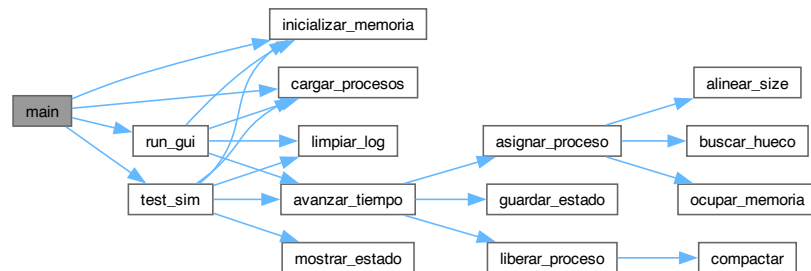 main
inicializar_memoria
cargar_procesos
run_gui
limpiar_log
test_sim
avanzar_tiempo
mostrar_estado
asignar_proceso
guardar_estado
liberar_proceso
alinear_size
buscar_hueco
ocupar_memoria
compactar